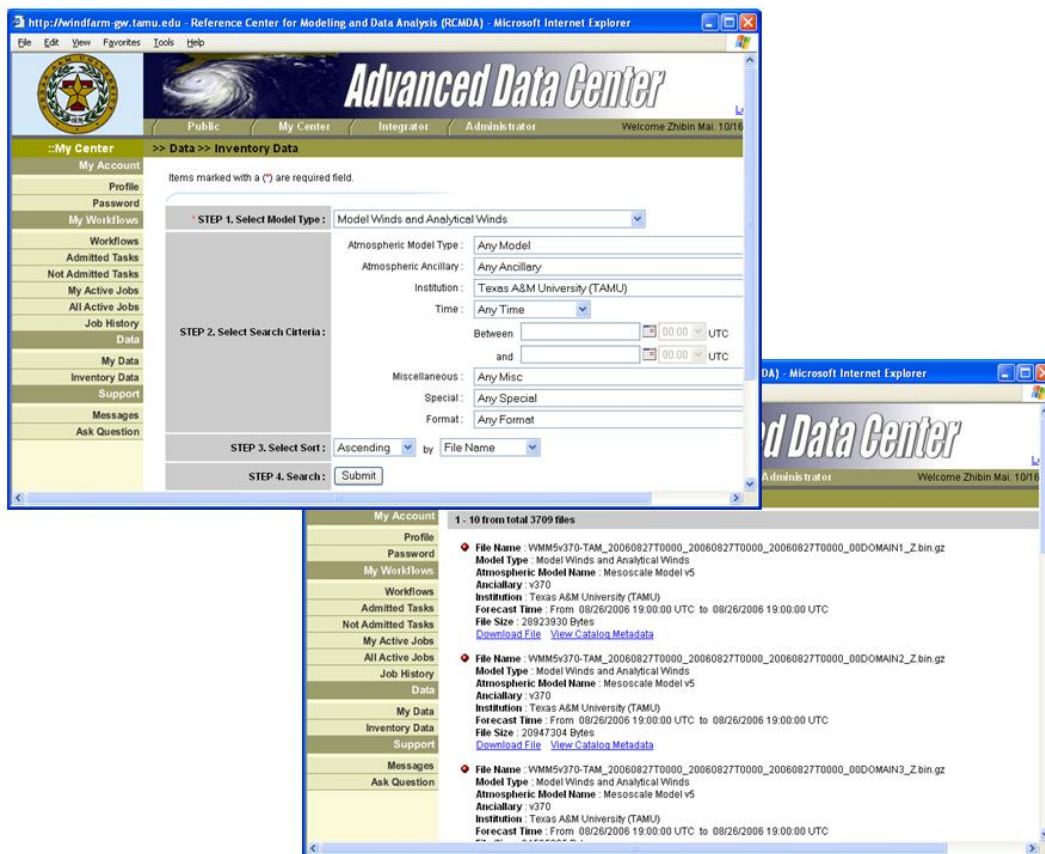 http://windfarm-gw.tamu.edu - Reference Center for Modeling and Data Analysis (RCMDA) - Microsoft Internet Explorer
File Edit View Favorites Tools Help
Advanced Data Center
Public / My Center / Integrator / Administrator Welcome Zhibin Mai. 10/16
::My Center >> Data >> Inventory Data
My Account
Profile
Password
My Workflows
Workflows
Admitted Tasks
Not Admitted Tasks
My Active Jobs
All Active Jobs
Job History
Data
My Data
Inventory Data
Support
Messages
Ask Question
Items marked with a (*) are required field.
* STEP 1. Select Model Type : Model Winds and Analytical Winds
STEP 2. Select Search Cirteria :
Atmospheric Model Type : Any Model
Atmospheric Ancillary : Any Ancillary
Institution : Texas A&M University (TAMU)
Time : Any Time
Between 00:00 UTC
and 00:00 UTC
Miscellaneous : Any Misc
Special : Any Special
Format : Any Format
STEP 3. Select Sort : Ascending by File Name
STEP 4. Search : Submit
DA) - Microsoft Internet Explorer
d Data Center
Administrator Welcome Zhibin Mai. 10/16
My Account
Profile
Password
My Workflows
Workflows
Admitted Tasks
Not Admitted Tasks
My Active Jobs
All Active Jobs
Job History
Data
My Data
Inventory Data
Support
Messages
Ask Question
1 - 10 from total 3709 files
File Name : WMM5v370-TAM_20060827T0000_20060827T0000_20060827T0000_00DOMAIN1_Z.bin.gz
Model Type : Model Winds and Analytical Winds
Atmospheric Model Name : Mesoscale Model v5
Anciallary : v370
Institution : Texas A&M University (TAMU)
Forecast Time : From 08/26/2006 19:00:00 UTC to 08/26/2006 19:00:00 UTC
File Size : 28923930 Bytes
Download File View Catalog Metadata
File Name : WMM5v370-TAM_20060827T0000_20060827T0000_20060827T0000_00DOMAIN2_Z.bin.gz
Model Type : Model Winds and Analytical Winds
Atmospheric Model Name : Mesoscale Model v5
Anciallary : v370
Institution : Texas A&M University (TAMU)
Forecast Time : From 08/26/2006 19:00:00 UTC to 08/26/2006 19:00:00 UTC
File Size : 20947304 Bytes
Download File View Catalog Metadata
File Name : WMM5v370-TAM_20060827T0000_20060827T0000_20060827T0000_00DOMAIN3_Z.bin.gz
Model Type : Model Winds and Analytical Winds
Atmospheric Model Name : Mesoscale Model v5
Anciallary : v370
Institution : Texas A&M University (TAMU)
Forecast Time : From 08/26/2006 19:00:00 UTC to 08/26/2006 19:00:00 UTC